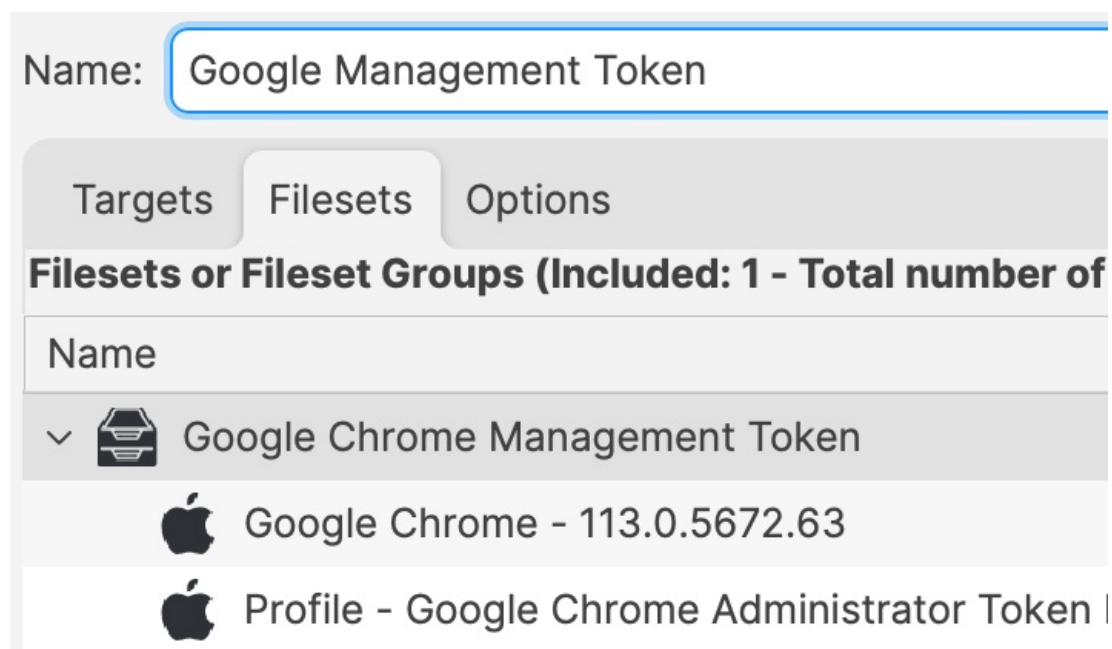 Name: Google Management Token
Targets Filesets Options
Filesets or Fileset Groups (Included: 1 - Total number of
Name
Google Chrome Management Token
Google Chrome - 113.0.5672.63
Profile - Google Chrome Administrator Token